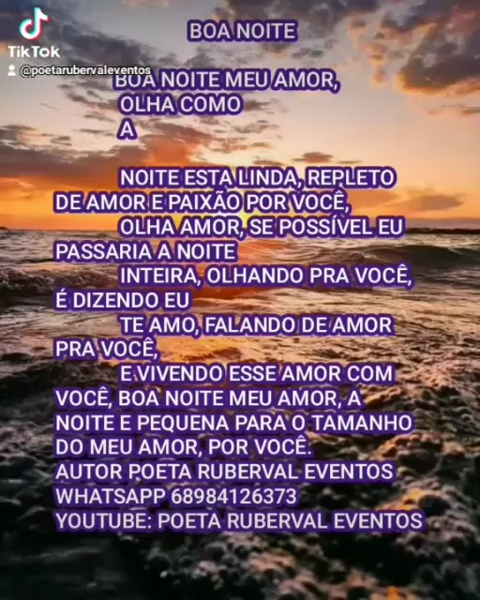 BOA NOITE
TikTok
@poetarubervaleventos
BOA NOITE MEU AMOR,
OLHA COMO
A
NOITE ESTA LINDA, REPLETO
DE AMOR E PAIXÃO POR VOCÊ,
OLHA AMOR, SE POSSÍVEL EU
PASSARIA A NOITE
INTEIRA, OLHANDO PRA VOCÊ,
É DIZENDO EU
TE AMO, FALANDO DE AMOR
PRA VOCÊ,
E VIVENDO ESSE AMOR COM
VOCÊ, BOA NOITE MEU AMOR, A
NOITE E PEQUENA PARA O TAMANHO
DO MEU AMOR, POR VOCÊ.
AUTOR POETA RUBERVAL EVENTOS
WHATSAPP 68984126373
YOUTUBE: POETA RUBERVAL EVENTOS